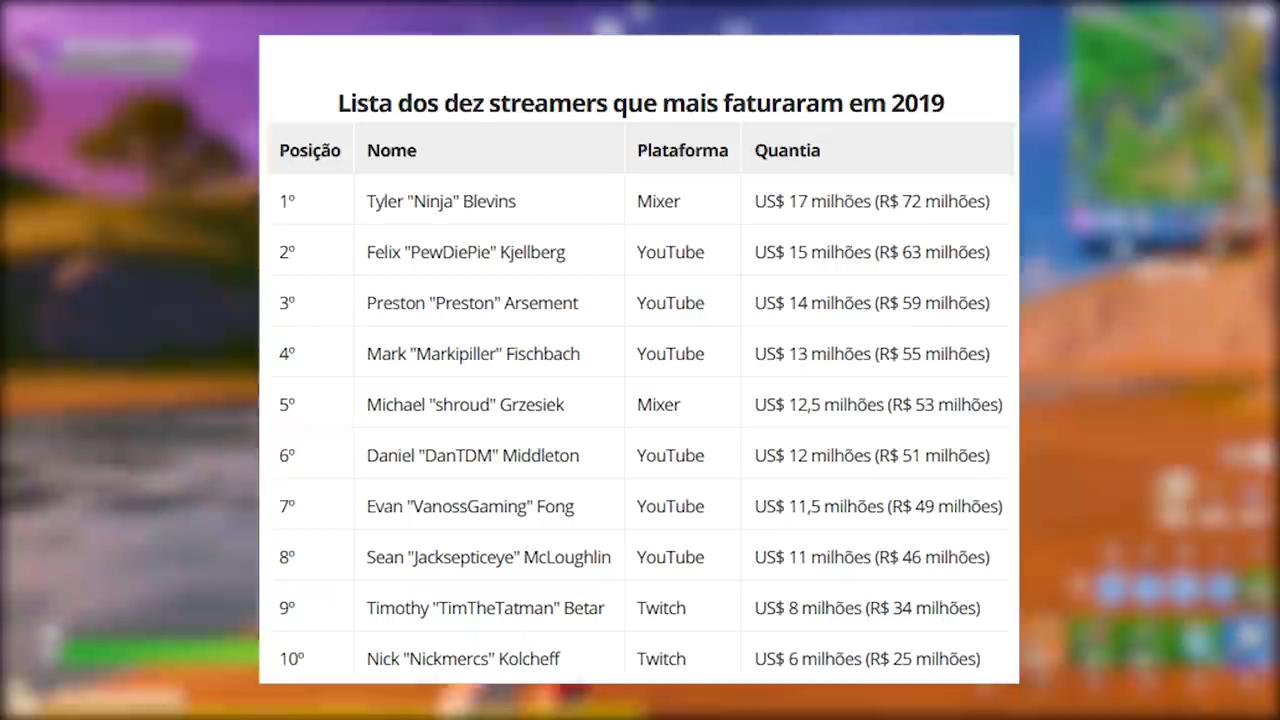 Lista dos dez streamers que mais faturaram em 2019
Posição Nome Plataforma Quantia
1º Tyler "Ninja" Blevins Mixer US$ 17 milhões (R$ 72 milhões)
2º Felix "PewDiePie" Kjellberg YouTube US$ 15 milhões (R$ 63 milhões)
3º Preston "Preston" Arsement YouTube US$ 14 milhões (R$ 59 milhões)
4º Mark "Markipiller" Fischbach YouTube US$ 13 milhões (R$ 55 milhões)
5º Michael "shroud" Grzesiek Mixer US$ 12,5 milhões (R$ 53 milhões)
6º Daniel "DanTDM" Middleton YouTube US$ 12 milhões (R$ 51 milhões)
7º Evan "VanossGaming" Fong YouTube US$ 11,5 milhões (R$ 49 milhões)
8º Sean "Jacksepticeye" McLoughlin YouTube US$ 11 milhões (R$ 46 milhões)
9º Timothy "TimTheTatman" Betar Twitch US$ 8 milhões (R$ 34 milhões)
10º Nick "Nickmercs" Kolcheff Twitch US$ 6 milhões (R$ 25 milhões)